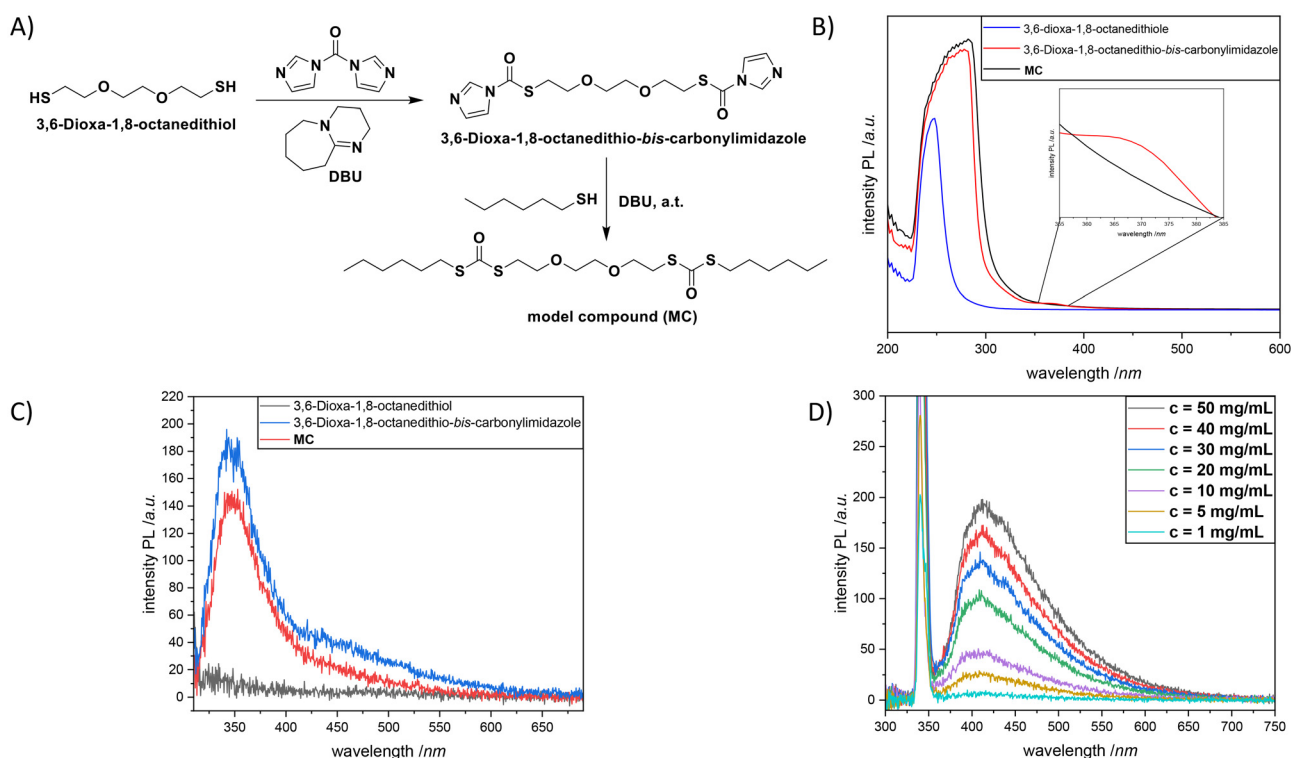 A)
O
N
N
N
N
HS
O
O
SH
3,6-Dioxa-1,8-octanedithiol
N
N
DBU
N
N
O
S
O
O
S
O
N
N
3,6-Dioxa-1,8-octanedithio-bis-carbonylimidazole
SH
DBU, a.t.
S
O
S
O
O
S
O
S
model compound (MC)
B)
3,6-dioxa-1,8-octanedithiole
3,6-Dioxa-1,8-octanedithio-bis-carbonylimidazole
MC
intensity PL /a.u.
intensity PL /a.u.
355 360 365 370 375 380 385
wavelength /nm
200 250 300 350 400 450 500 550 600
wavelength /nm
C)
3,6-Dioxa-1,8-octanedithiol
3,6-Dioxa-1,8-octanedithio-bis-carbonylimidazole
MC
intensity PL /a.u.
220
200
180
160
140
120
100
80
60
40
20
0
350 400 450 500 550 600 650
wavelength /nm
D)
c = 50 mg/mL
c = 40 mg/mL
c = 30 mg/mL
c = 20 mg/mL
c = 10 mg/mL
c = 5 mg/mL
c = 1 mg/mL
intensity PL /a.u.
300
250
200
150
100
50
0
300 350 400 450 500 550 600 650 700 750
wavelength /nm